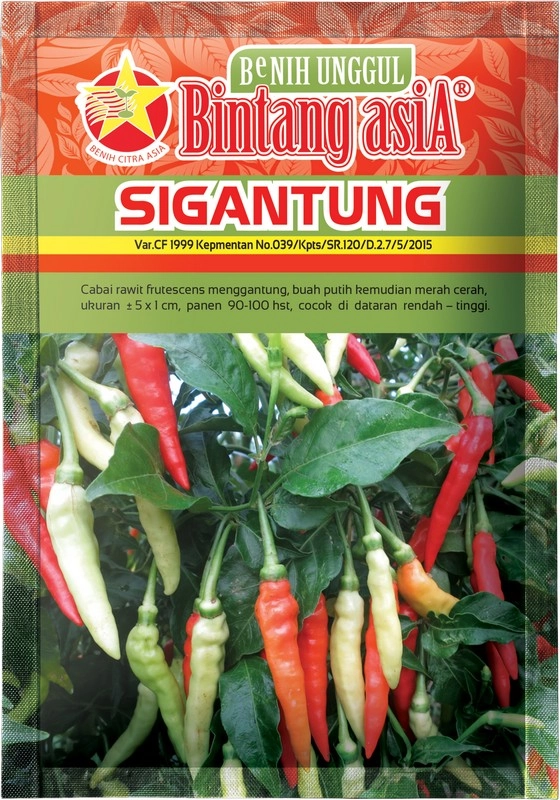 BeNIH UNGGUL
Bintang asiA®
BENIH CITRA ASIA
SIGANTUNG
Var.CF 1999 Kepmentan No.039/Kpts/SR.120/D.2.7/5/2015
Cabai rawit frutescens menggantung, buah putih kemudian merah cerah,
ukuran ±5 x 1 cm, panen 90-100 hst, cocok di dataran rendah – tinggi.